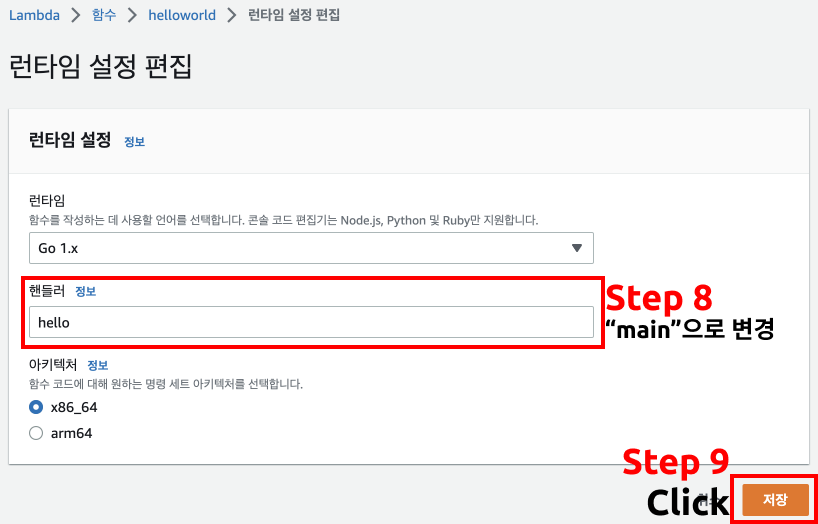 Lambda > 함수 > helloworld > 런타임 설정 편집
런타임 설정 편집
런타임 설정 정보
런타임
함수를 작성하는 데 사용할 언어를 선택합니다. 콘솔 코드 편집기는 Node.js, Python 및 Ruby만 지원합니다.
Go 1.x
핸들러 정보
hello
Step 8
“main”으로 변경
아키텍처 정보
함수 코드에 대해 원하는 명령 세트 아키텍처를 선택합니다.
x86_64
arm64
Step 9
Click
저장